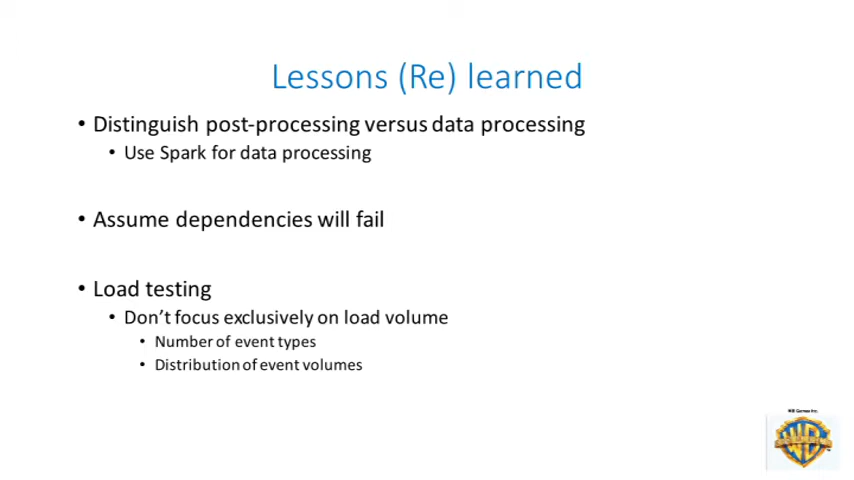 Lessons (Re) learned
• Distinguish post-processing versus data processing
• Use Spark for data processing
• Assume dependencies will fail
• Load testing
• Don't focus exclusively on load volume
• Number of event types
• Distribution of event volumes
WB Games Inc.